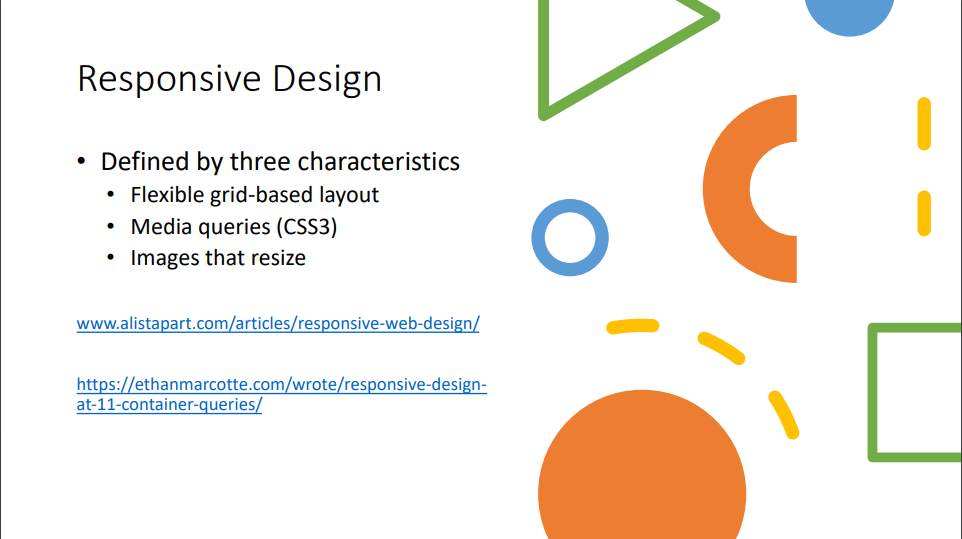 Responsive Design
• Defined by three characteristics
• Flexible grid-based layout
• Media queries (CSS3)
• Images that resize
www.alistapart.com/articles/responsive-web-design/
https://ethanmarcotte.com/wrote/responsive-design-
at-11-container-queries/